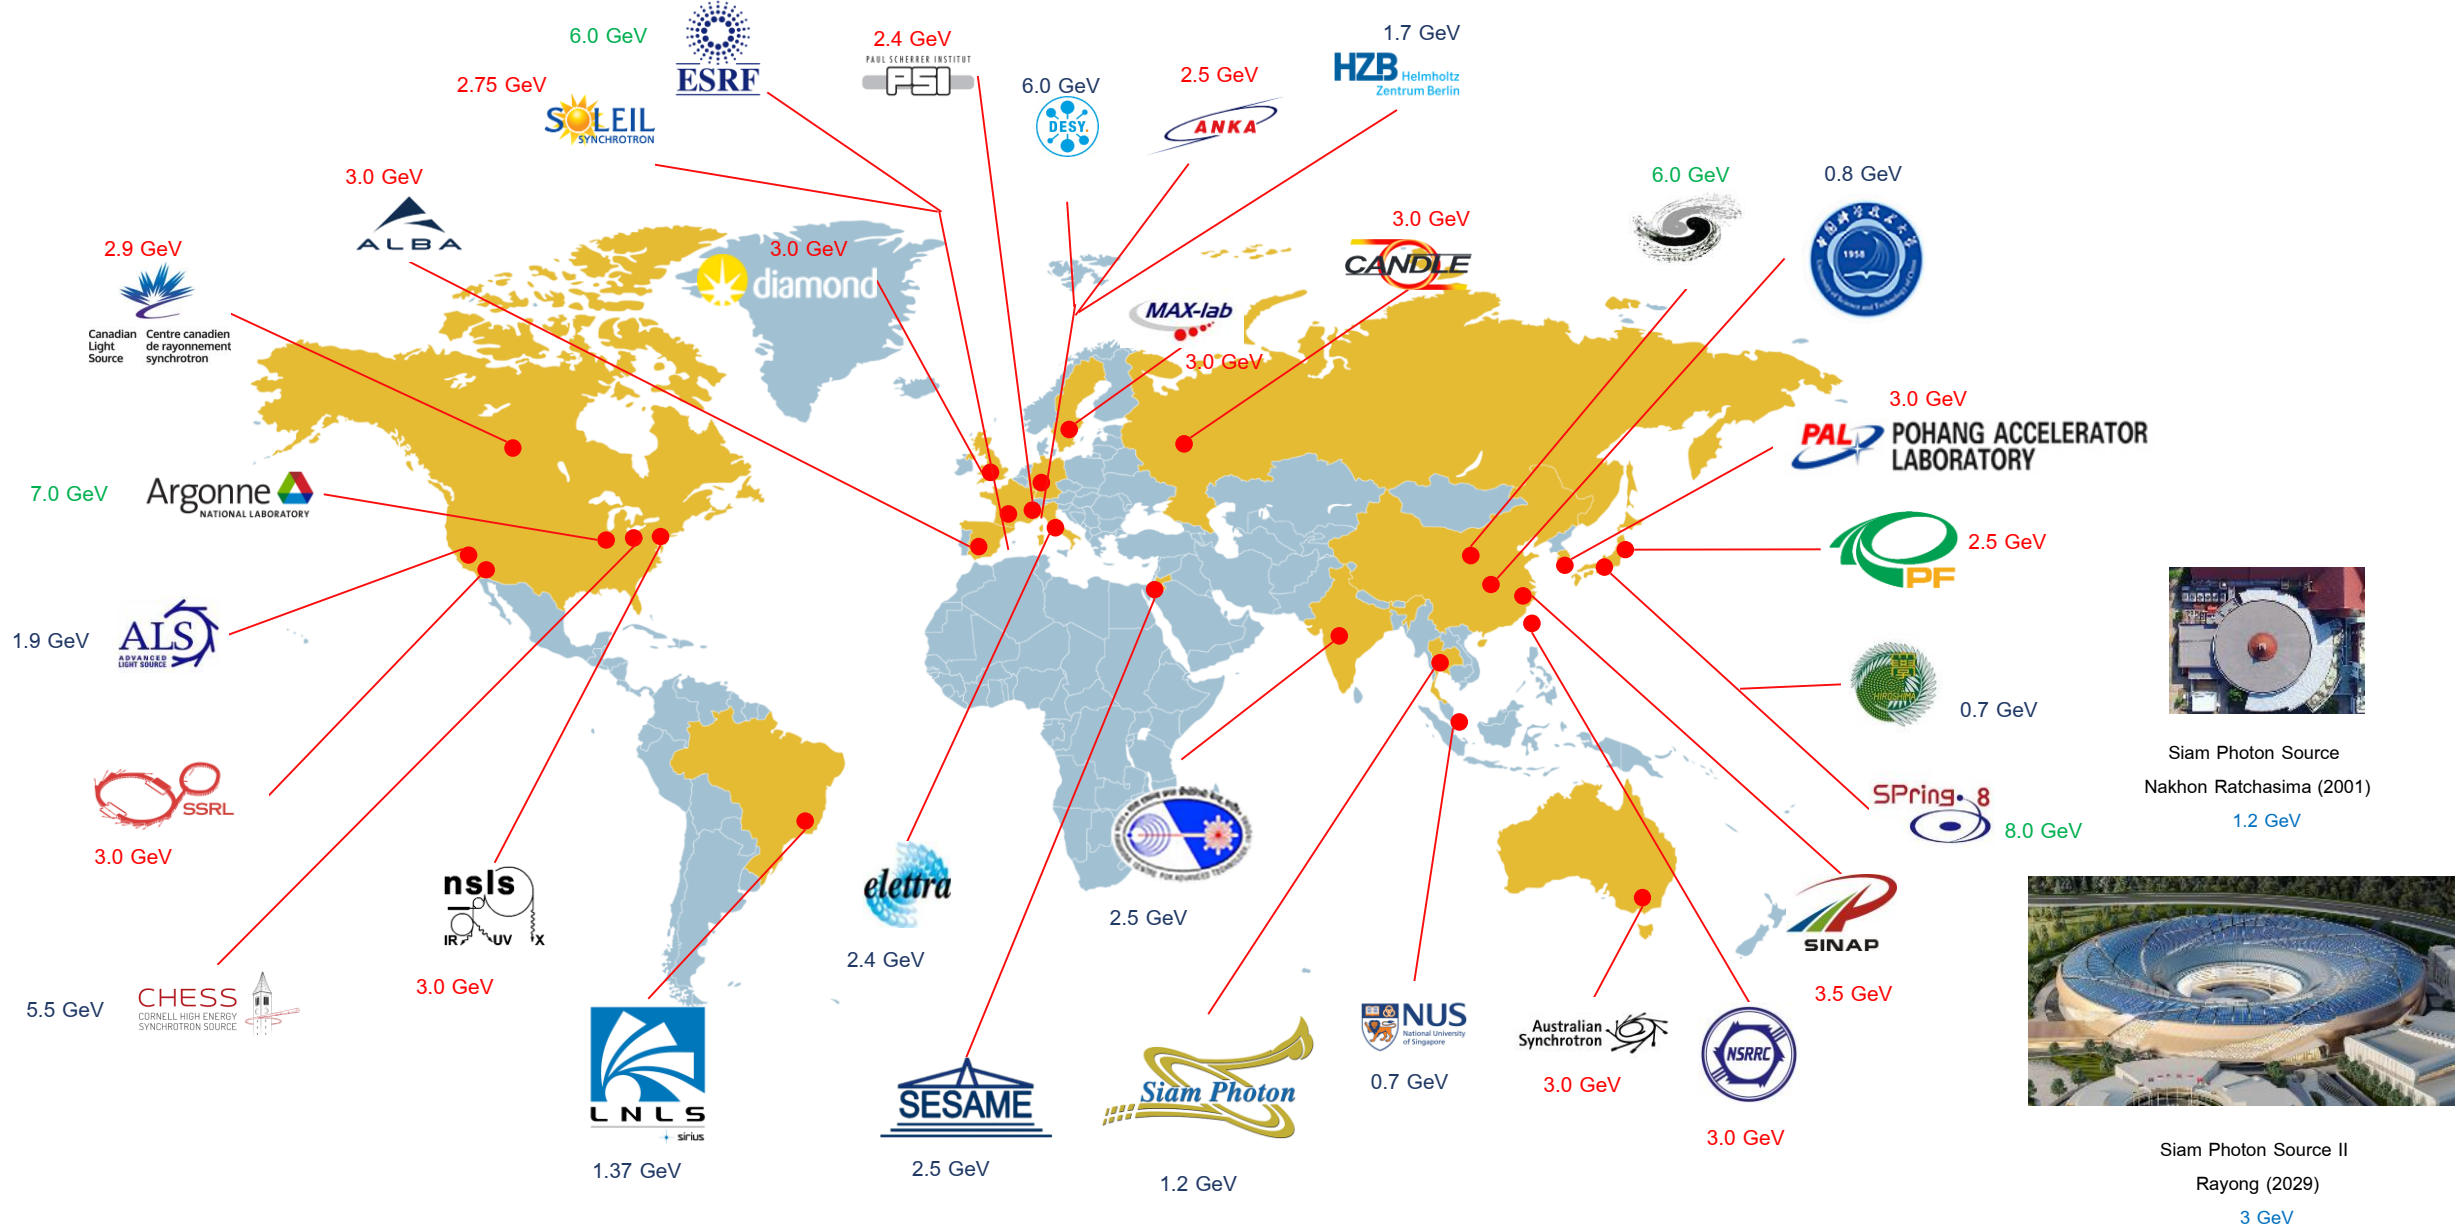 6.0 GeV
ESRF
2.4 GeV
PAUL SCHERRER INSTITUT
PSI
1.7 GeV
HZB Helmholtz
Zentrum Berlin
2.75 GeV
SOLEIL
SYNCHROTRON
6.0 GeV
DESY.
2.5 GeV
ANKA
3.0 GeV
ALBA
6.0 GeV
0.8 GeV
1958
University of Science and Technology of China
2.9 GeV
Canadian
Light
Source
Centre canadien
de rayonnement
synchrotron
3.0 GeV
diamond
3.0 GeV
CANDLE
MAX-lab
3.0 GeV
3.0 GeV
PAL
POHANG ACCELERATOR
LABORATORY
7.0 GeV
Argonne
NATIONAL LABORATORY
PF
2.5 GeV
1.9 GeV
ALS
ADVANCED
LIGHT SOURCE
HIROSHIMA
0.7 GeV
Siam Photon Source
Nakhon Ratchasima (2001)
1.2 GeV
SSRL
3.0 GeV
SPring.8
8.0 GeV
nsls
IR UV X
3.0 GeV
elettra
2.4 GeV
2.5 GeV
SINAP
3.5 GeV
5.5 GeV
CHESS
CORNELL HIGH ENERGY
SYNCHROTRON SOURCE
LNLS
sirius
1.37 GeV
SESAME
2.5 GeV
Siam Photon
1.2 GeV
NUS
National University
of Singapore
0.7 GeV
Australian
Synchrotron
3.0 GeV
NSRRC
3.0 GeV
Siam Photon Source II
Rayong (2029)
3 GeV